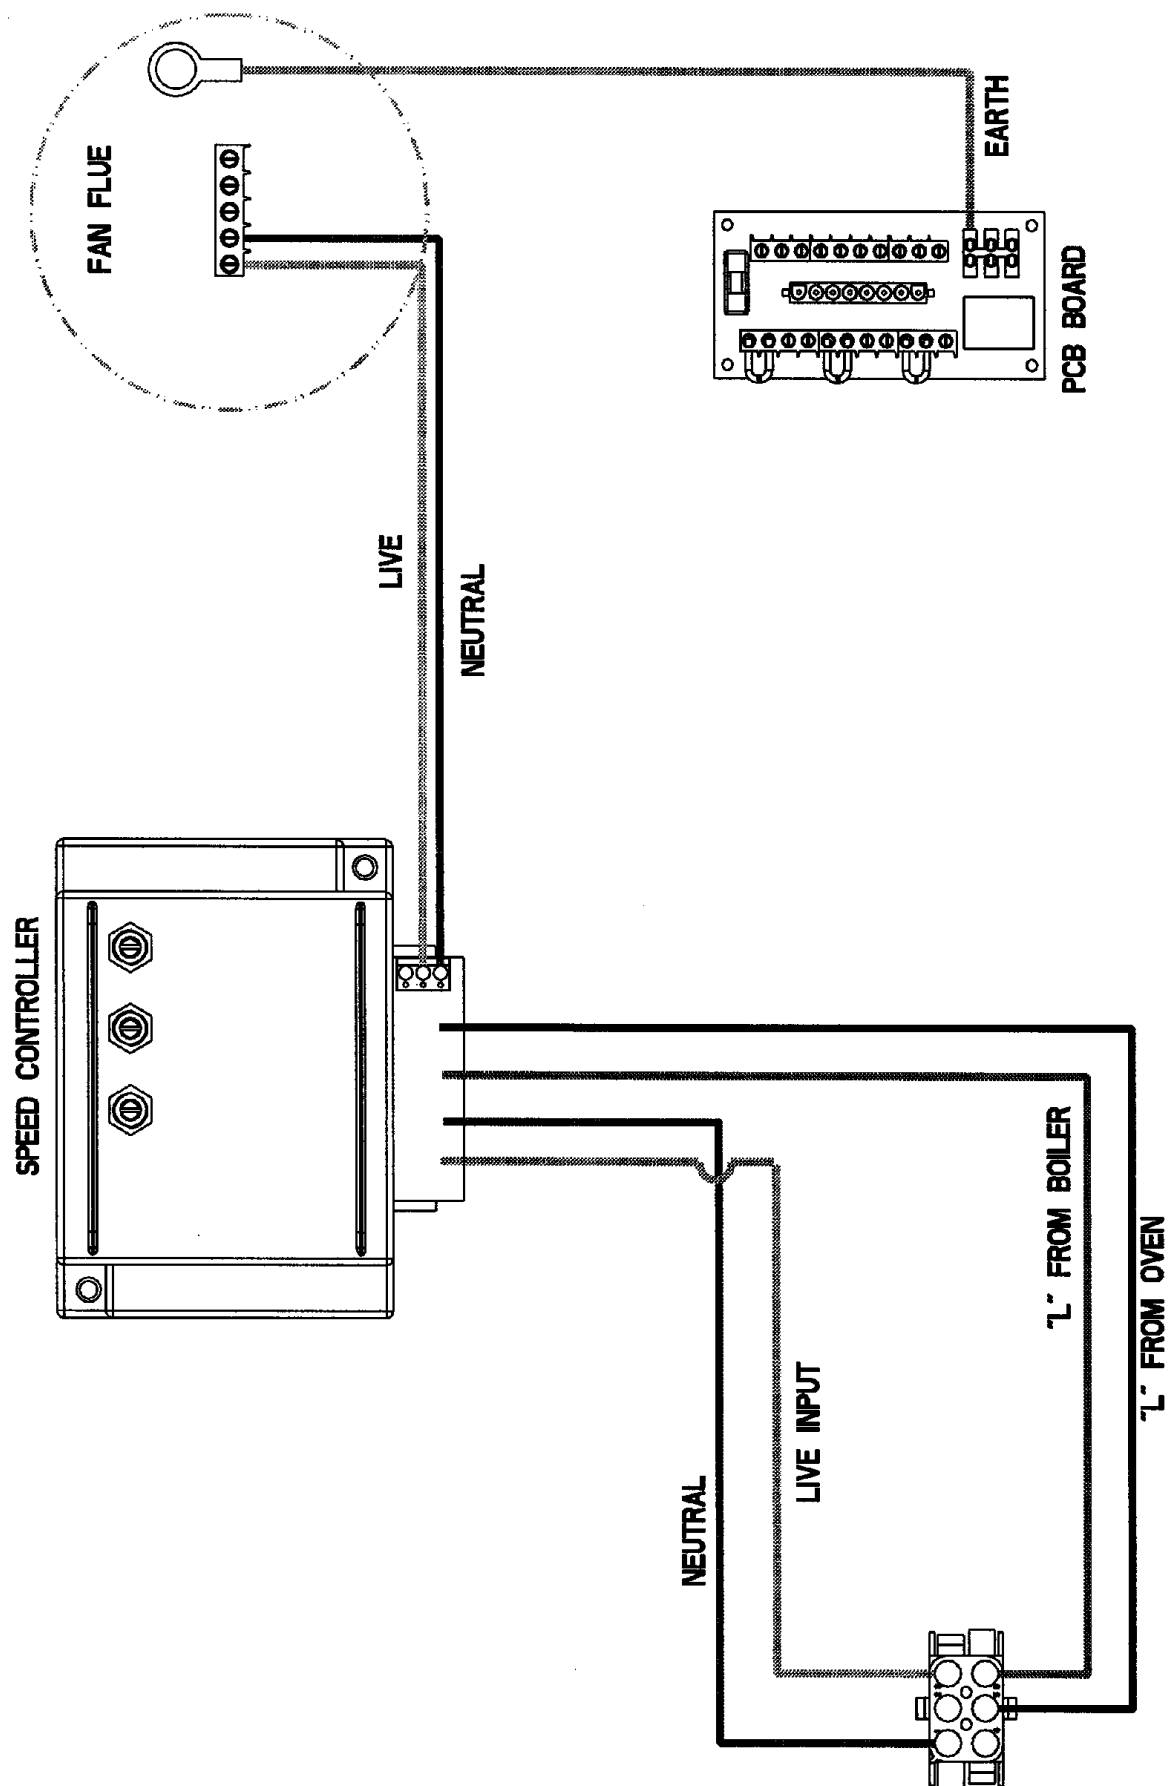 SPEED CONTROLLER
FAN FLUE
LIVE
NEUTRAL
EARTH
PCB BOARD
NEUTRAL
LIVE INPUT
"L" FROM BOILER
"L" FROM OVEN